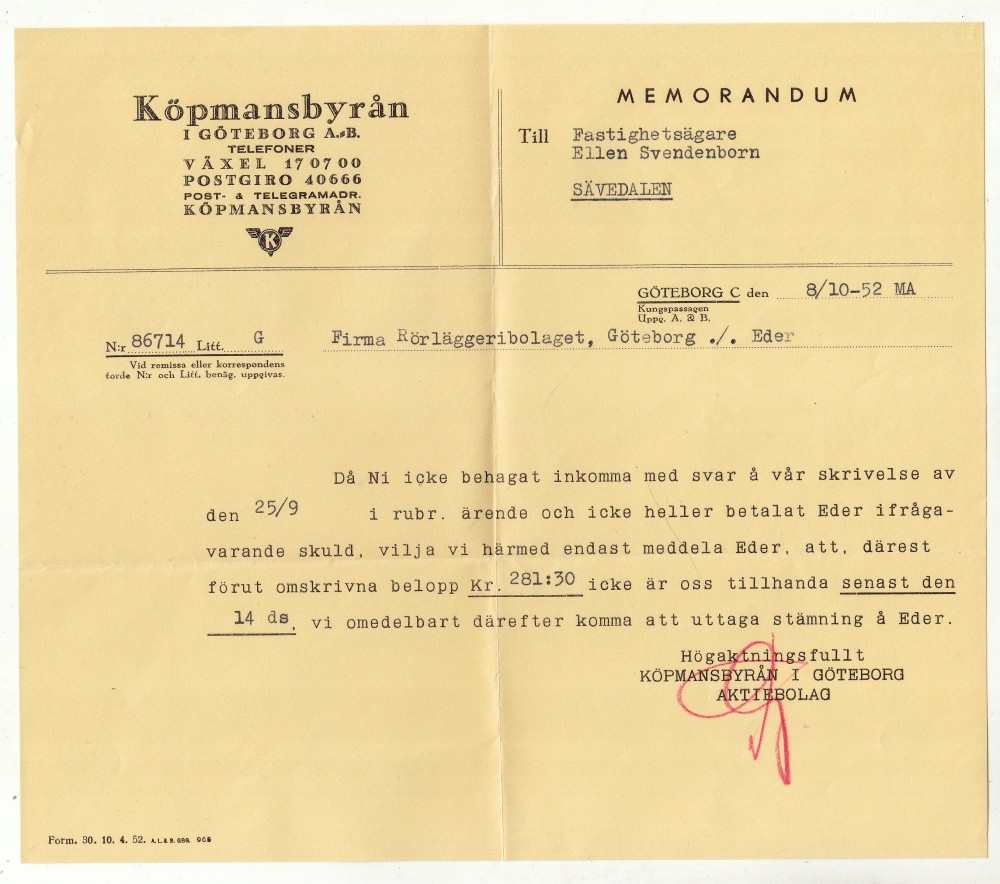 Köpmansbyrån
I GÖTEBORG A.-B.
TELEFONER
VÄXEL 170700
POSTGIRO 40666
POST- & TELEGRAMADR.
KÖPMANSBYRÅN
K
MEMORANDUM
Till Fastighetsägare
Ellen Svendenborn
SÄVEDALEN
GÖTEBORG C den 8/10-52 MA
Kungspassagen
Uppg. A. & B.
N:r 86714 Litt. G Firma Rörläggeribolaget, Göteborg ./. Eder
Vid remissa eller korrespondens
torde N:r och Litt. benäg. uppgivas.
Då Ni icke behagat inkomma med svar å vår skrivelse av
den 25/9 i rubr. ärende och icke heller betalat Eder ifråga-
varande skuld, vilja vi härmed endast meddela Eder, att, därest
förut omskrivna belopp Kr. 281:30 icke är oss tillhanda senast den
14 ds, vi omedelbart därefter komma att uttaga stämning å Eder.
Högaktningsfullt
KÖPMANSBYRÅN I GÖTEBORG
AKTIEBOLAG
Form. 30. 10. 4. 52. A.L.& S. GBG. 966